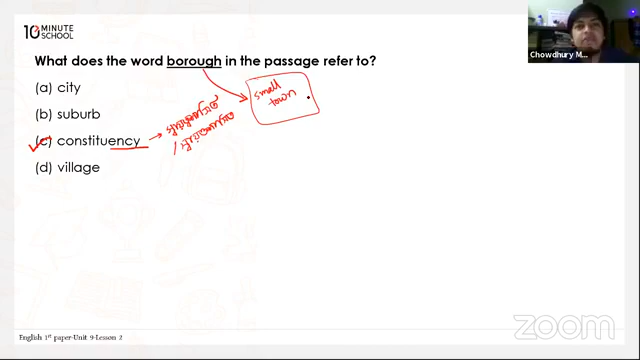 10 MINUTE
SCHOOL
Chowdhury M...
What does the word borough in the passage refer to?
(a) city
small
town
(b) suburb
(c) constituency →
(d) village
English 1st paper-Unit 9-Lesson 2
zoom